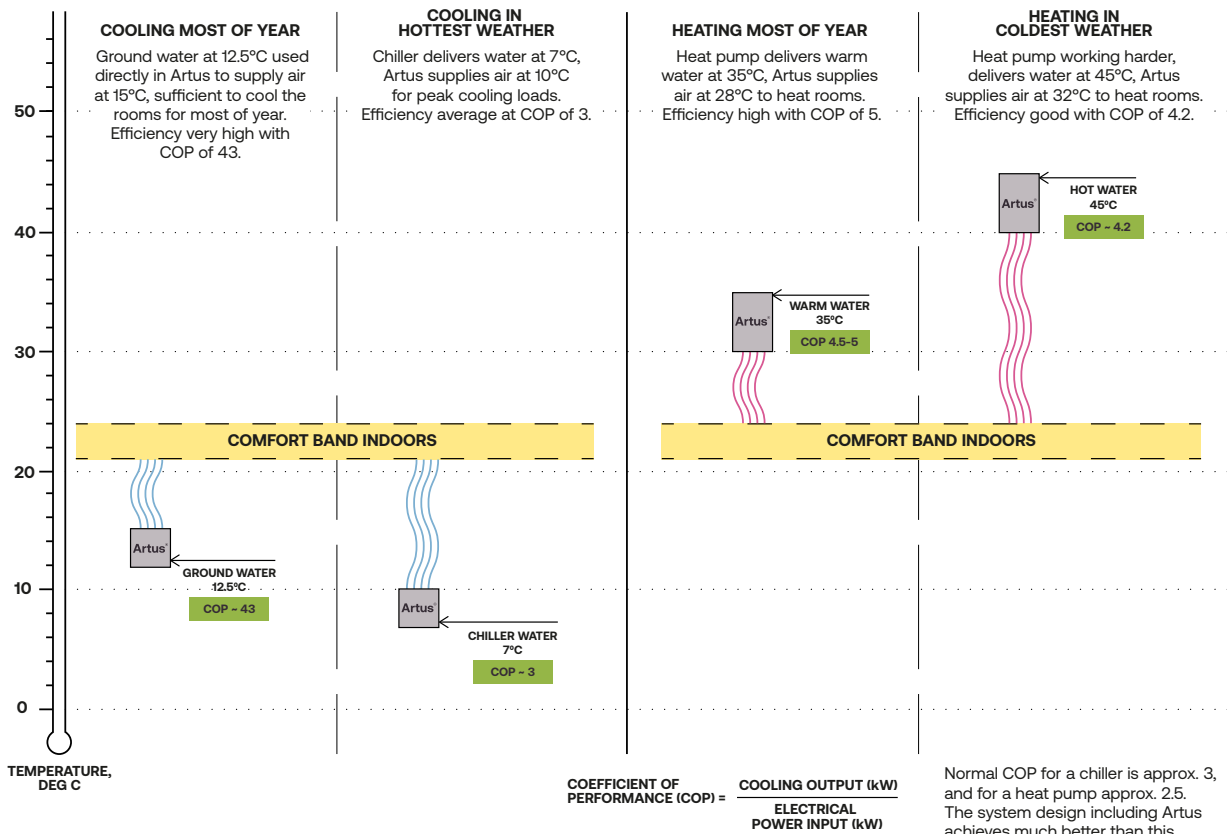 COOLING MOST OF YEAR
Ground water at 12.5°C used
directly in Artus to supply air
at 15°C, sufficient to cool the
rooms for most of year.
Efficiency very high with
COP of 43.
COOLING IN
HOTTEST WEATHER
Chiller delivers water at 7°C,
Artus supplies air at 10°C
for peak cooling loads.
Efficiency average at COP of 3.
HEATING MOST OF YEAR
Heat pump delivers warm
water at 35°C, Artus supplies
air at 28°C to heat rooms.
Efficiency high with COP of 5.
HEATING IN
COLDEST WEATHER
Heat pump working harder,
delivers water at 45°C, Artus
supplies air at 32°C to heat rooms.
Efficiency good with COP of 4.2.
50
40
30
20
10
0
TEMPERATURE,
DEG C
Artus®
HOT WATER
45°C
COP ~ 4.2
Artus®
WARM WATER
35°C
COP 4.5-5
COMFORT BAND INDOORS
COMFORT BAND INDOORS
Artus®
GROUND WATER
12.5°C
COP ~ 43
Artus®
CHILLER WATER
7°C
COP ~ 3
COEFFICIENT OF
PERFORMANCE (COP) =
COOLING OUTPUT (kW)
ELECTRICAL
POWER INPUT (kW)
Normal COP for a chiller is approx. 3,
and for a heat pump approx. 2.5.
The system design including Artus
achieves much better than this